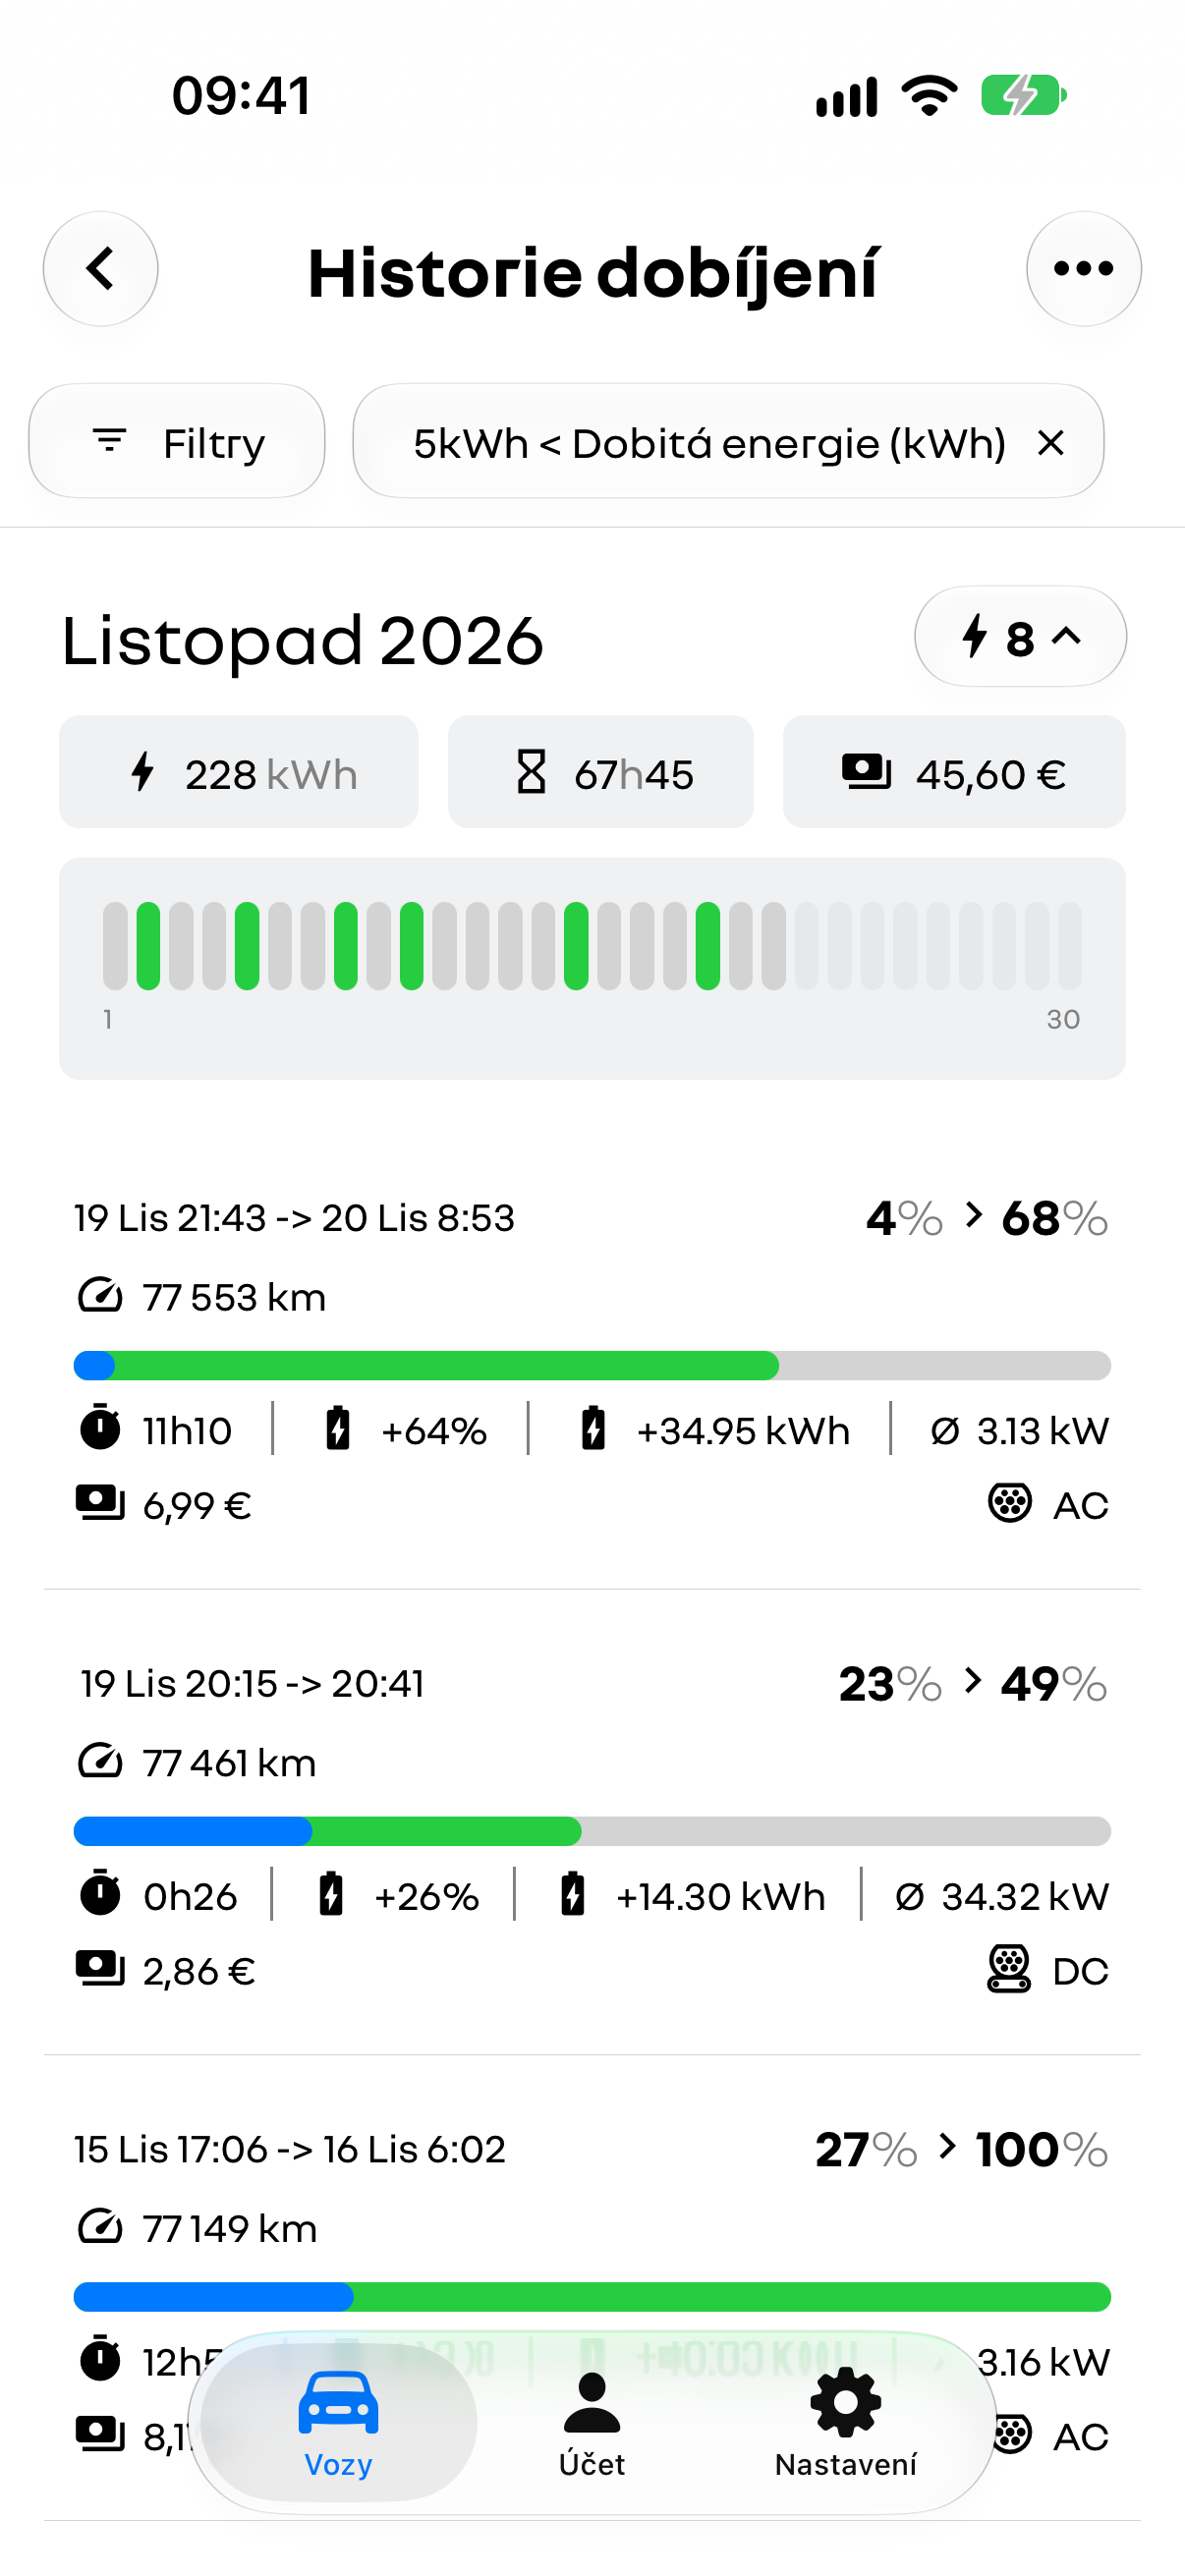 09:41
Historie dobíjení
Filtry
5kWh < Dobitá energie (kWh)
Listopad 2026
8
228 kWh
67h45
45,60 €
1
30
19 Lis 21:43 -> 20 Lis 8:53
4% > 68%
77 553 km
11h10
+64%
+34.95 kWh
Ø 3.13 kW
6,99 €
AC
19 Lis 20:15 -> 20:41
23% > 49%
77 461 km
0h26
+26%
+14.30 kWh
Ø 34.32 kW
2,86 €
DC
15 Lis 17:06 -> 16 Lis 6:02
27% > 100%
77 149 km
3.16 kW
AC
Vozy
Účet
Nastavení